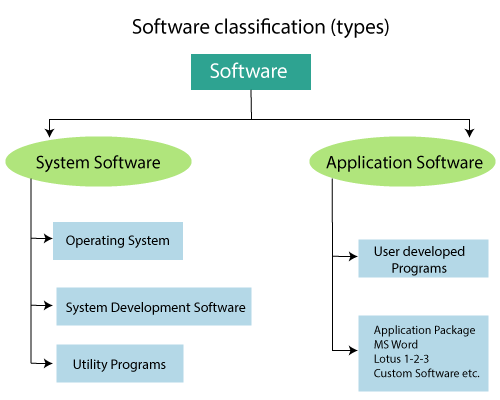 Software classification (types)
Software
System Software
Application Software
Operating System
System Development Software
Utility Programs
User developed
Programs
Application Package
MS Word
Lotus 1-2-3
Custom Software etc.